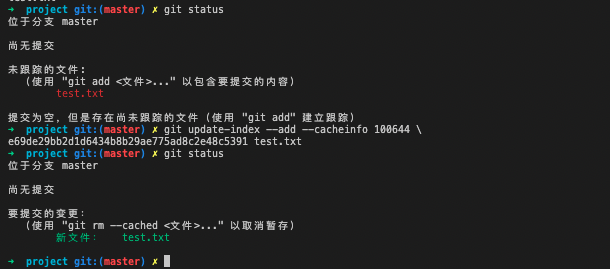 ➜  project git:(master) ✗ git status
位于分支 master
尚无提交
未跟踪的文件:
  (使用 "git add <文件>..." 以包含要提交的内容)
        test.txt
提交为空，但是存在尚未跟踪的文件（使用 "git add" 建立跟踪）
➜  project git:(master) ✗ git update-index --add --cacheinfo 100644 \
e69de29bb2d1d6434b8b29ae775ad8c2e48c5391 test.txt
➜  project git:(master) ✗ git status
位于分支 master
尚无提交
要提交的变更：
  （使用 "git rm --cached <文件>..." 以取消暂存）
        新文件：   test.txt
➜  project git:(master) ✗